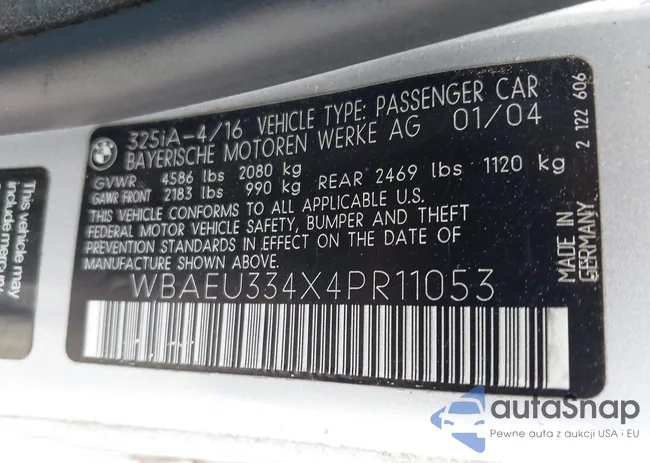 325iA-4/16 VEHICLE TYPE: PASSENGER CAR
BAYERISCHE MOTOREN WERKE AG 01/04
GVWR 4586 lbs 2080 kg
GAWR FRONT 2183 lbs 990 kg REAR 2469 lbs 1120 kg
THIS VEHICLE CONFORMS TO ALL APPLICABLE U.S.
FEDERAL MOTOR VEHICLE SAFETY, BUMPER AND THEFT
PREVENTION STANDARDS IN EFFECT ON THE DATE OF
MANUFACTURE SHOWN ABOVE.
WBAEU334X4PR11053
MADE IN
GERMANY
2 122 606
This vehicle may
include mercur
autaSnap
Pewne auta z aukcji USA i EU